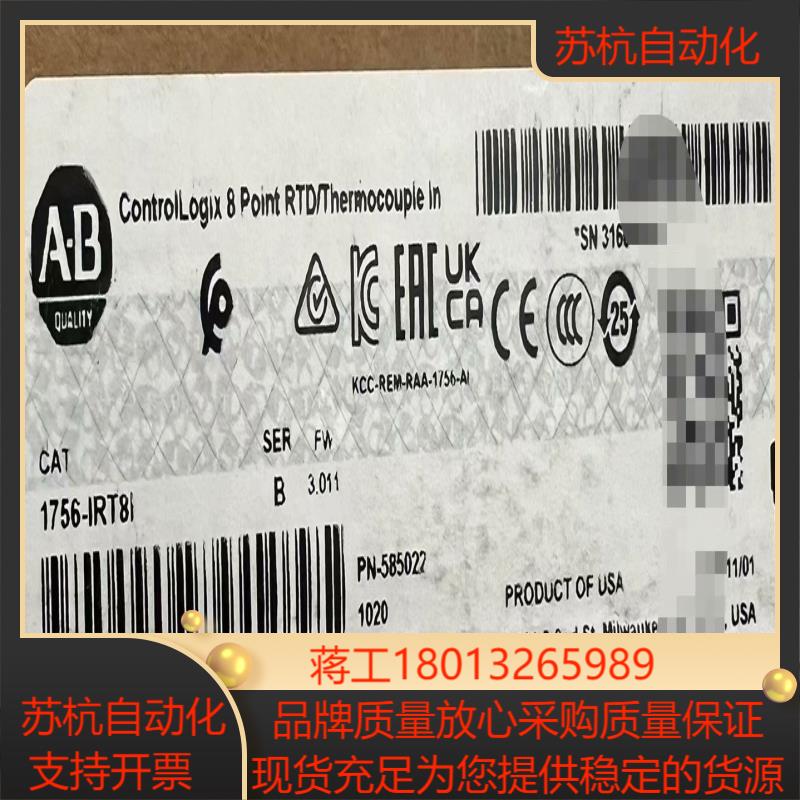 苏杭自动化
ControlLogix 8 Point RTD/Thermocouple In
*SN 316
A-B
QUALITY
UK
CA
EAC
CE
25
KCC-REM-RAA-1756-AI
CAT
SER
FW
1756-IRT8I
B
3.011
PN-585022
1020
PRODUCT OF USA
11/01
Milwaukee
, USA
蒋工18013265989
苏杭自动化
支持开票
品牌质量放心采购质量保证
现货充足为您提供稳定的货源